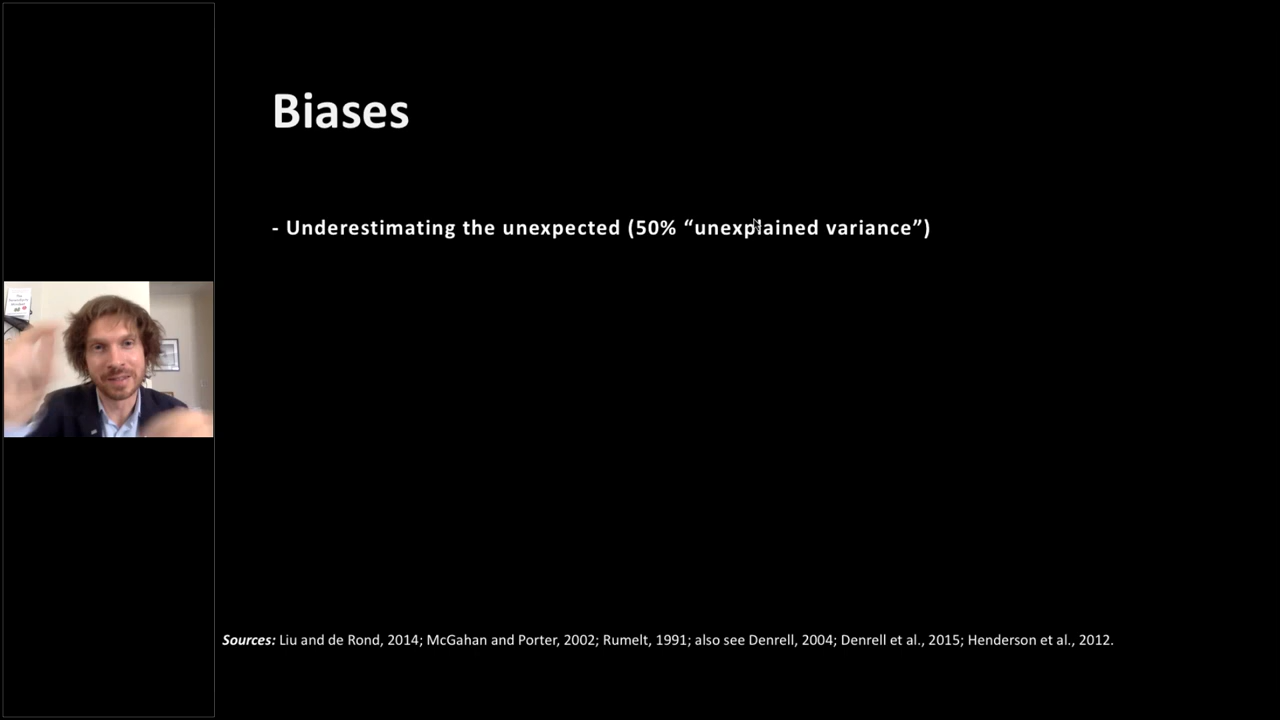 Biases
- Underestimating the unexpected (50% “unexplained variance”)
Sources: Liu and de Rond, 2014; McGahan and Porter, 2002; Rumelt, 1991; also see Denrell, 2004; Denrell et al., 2015; Henderson et al., 2012.